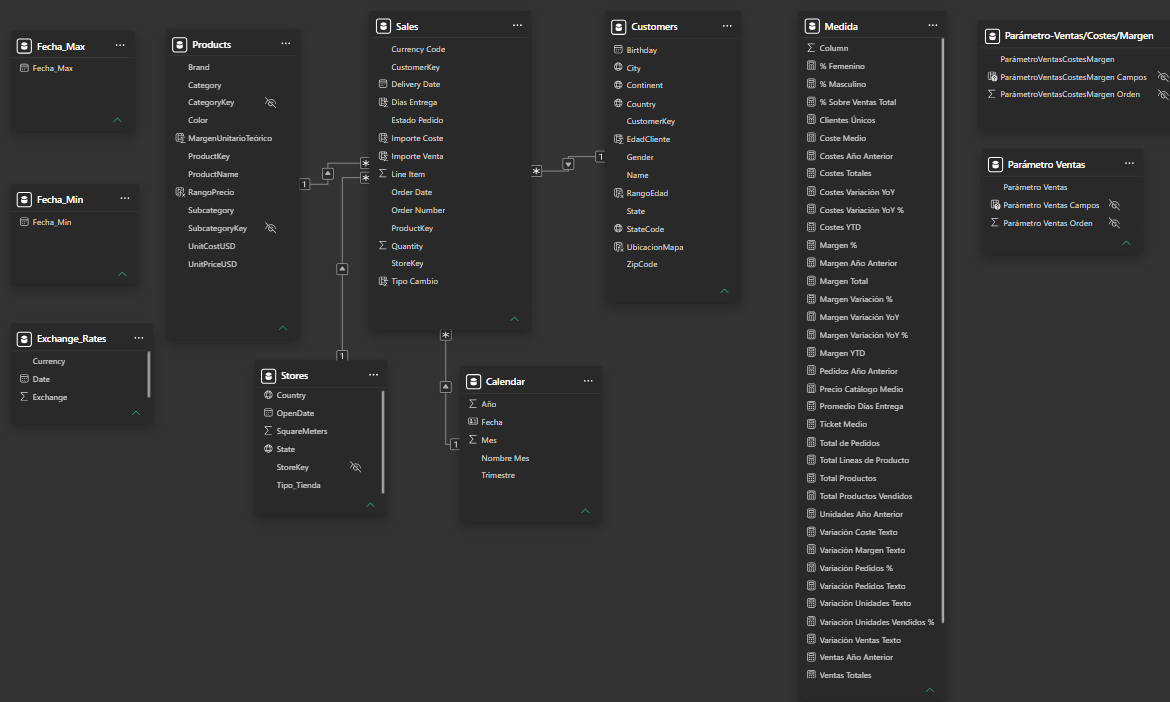 Fecha_Max
Fecha_Max
Fecha_Min
Fecha_Min
Exchange_Rates
Currency
Date
Exchange
Products
Brand
Category
CategoryKey
Color
MargenUnitarioTeórico
ProductKey
ProductName
RangoPrecio
Subcategory
SubcategoryKey
UnitCostUSD
UnitPriceUSD
Sales
Currency Code
CustomerKey
Delivery Date
Dias Entrega
Estado Pedido
Importe Coste
Importe Venta
Line Item
Order Date
Order Number
ProductKey
Quantity
StoreKey
Tipo Cambio
Stores
Country
OpenDate
SquareMeters
State
StoreKey
Tipo_Tienda
Calendar
Año
Fecha
Mes
Nombre Mes
Trimestre
Customers
Birthday
City
Continent
Country
CustomerKey
EdadCliente
Gender
Name
RangoEdad
State
StateCode
UbicacionMapa
ZipCode
Medida
Column
% Femenino
% Masculino
% Sobre Ventas Total
Clientes Únicos
Coste Medio
Costes Año Anterior
Costes Totales
Costes Variación YoY
Costes Variación YoY %
Costes YTD
Margen %
Margen Año Anterior
Margen Total
Margen Variación %
Margen Variación YoY
Margen Variación YoY %
Margen YTD
Pedidos Año Anterior
Precio Catálogo Medio
Promedio Días Entrega
Ticket Medio
Total de Pedidos
Total Lineas de Producto
Total Productos
Total Productos Vendidos
Unidades Año Anterior
Variación Coste Texto
Variación Margen Texto
Variación Pedidos %
Variación Pedidos Texto
Variación Unidades Texto
Variación Unidades Vendidos %
Variación Ventas Texto
Ventas Año Anterior
Ventas Totales
Parámetro-Ventas/Costes/Margen
ParámetroVentasCostesMargen
ParámetroVentasCostesMargen Campos
ParámetroVentasCostesMargen Orden
Parámetro Ventas
Parámetro Ventas
Parámetro Ventas Campos
Parámetro Ventas Orden
1
*
*
1
*
1
*
1